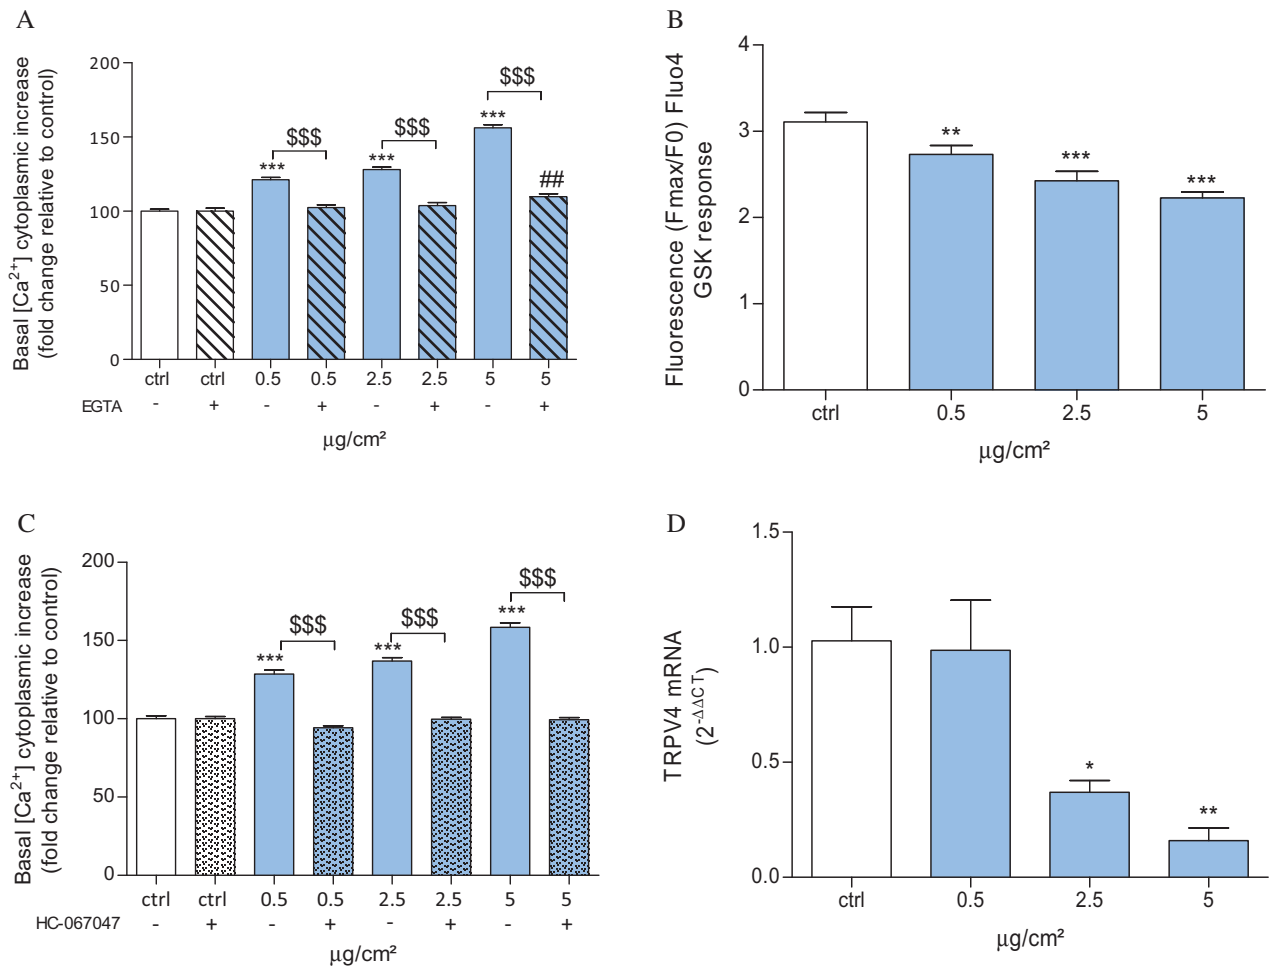 A
Basal [Ca²⁺] cytoplasmic increase
(fold change relative to control)
200
150
100
50
0
***
$$$
***
$$$
***
$$$
##
ctrl ctrl 0.5 0.5 2.5 2.5 5 5
EGTA - + - + - + - +
µg/cm²
B
Fluorescence (Fmax/F0) Fluo4
GSK response
4
3
2
1
0
**
***
***
ctrl 0.5 2.5 5
µg/cm²
C
Basal [Ca²⁺] cytoplasmic increase
(fold change relative to control)
200
150
100
50
0
***
$$$
***
$$$
***
$$$
ctrl ctrl 0.5 0.5 2.5 2.5 5 5
HC-067047 - + - + - + - +
µg/cm²
D
TRPV4 mRNA
(2^-ΔΔCT)
1.5
1.0
0.5
0.0
*
**
ctrl 0.5 2.5 5
µg/cm²